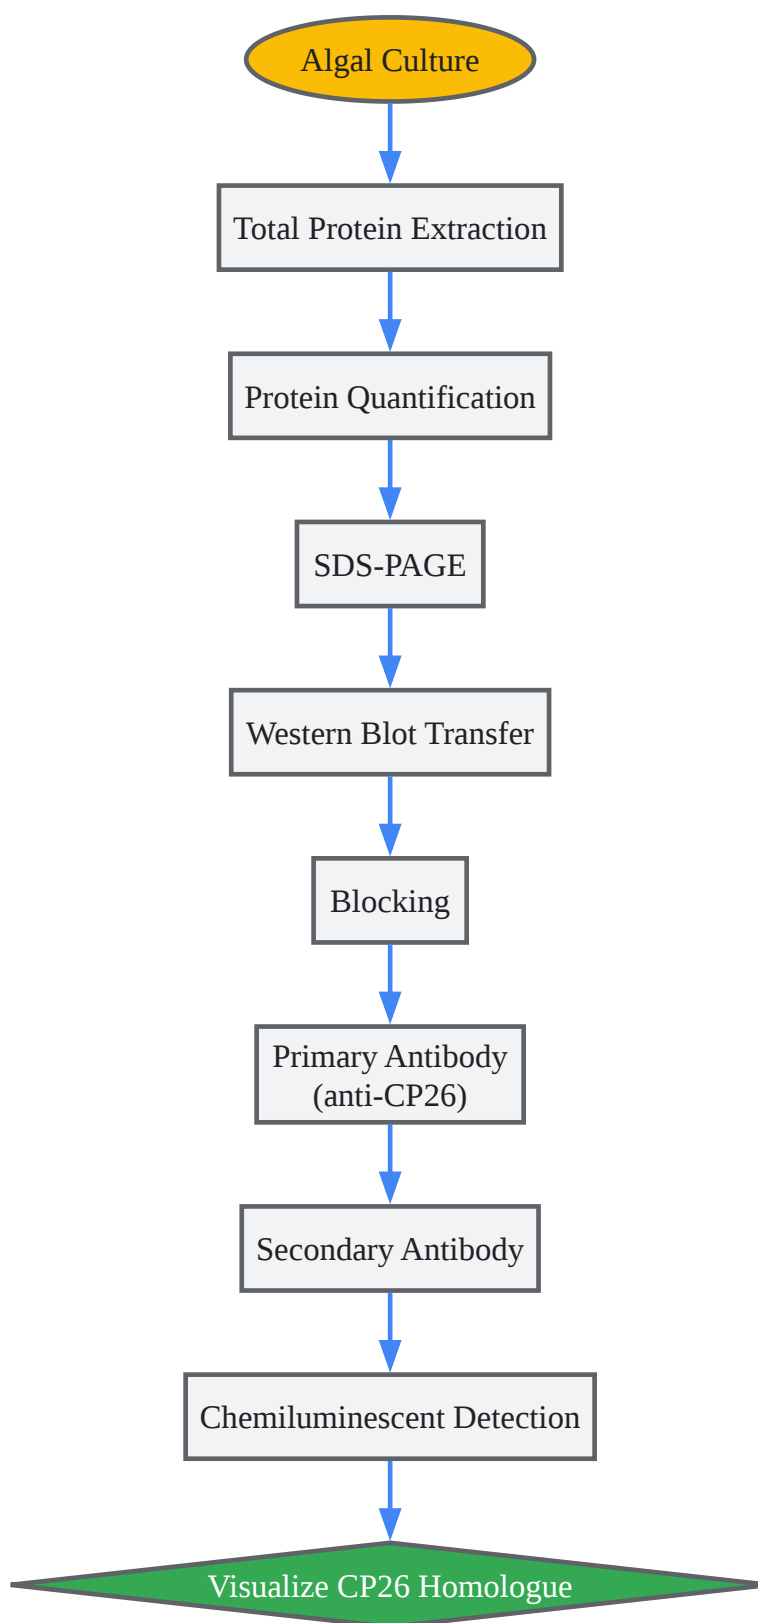 Algal Culture
Total Protein Extraction
Protein Quantification
SDS-PAGE
Western Blot Transfer
Blocking
Primary Antibody
(anti-CP26)
Secondary Antibody
Chemiluminescent Detection
Visualize CP26 Homologue